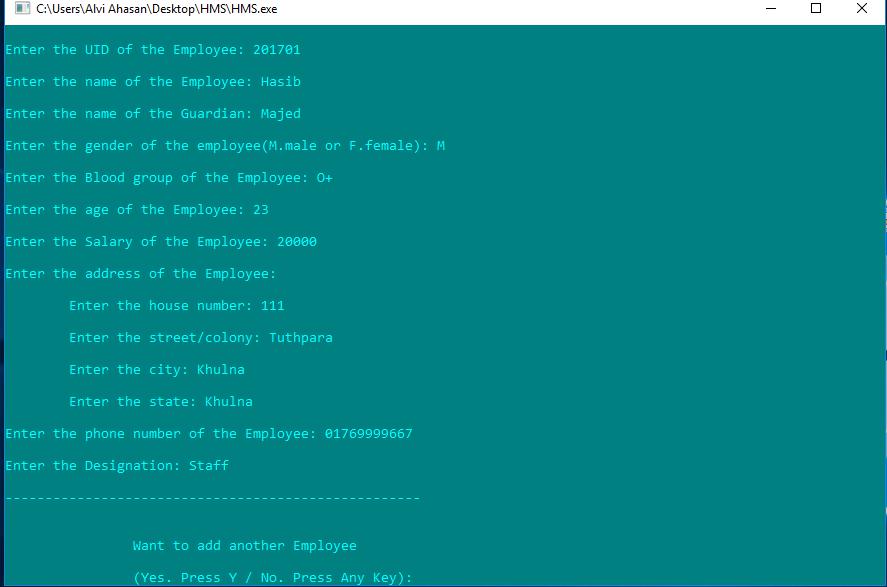 C:\Users\Alvi Ahasan\Desktop\HMS\HMS.exe
Enter the UID of the Employee: 201701
Enter the name of the Employee: Hasib
Enter the name of the Guardian: Majed
Enter the gender of the employee(M.male or F.female): M
Enter the Blood group of the Employee: O+
Enter the age of the Employee: 23
Enter the Salary of the Employee: 20000
Enter the address of the Employee:
Enter the house number: 111
Enter the street/colony: Tuthpara
Enter the city: Khulna
Enter the state: Khulna
Enter the phone number of the Employee: 01769999667
Enter the Designation: Staff
----------------------------------------------------
Want to add another Employee
(Yes. Press Y / No. Press Any Key):